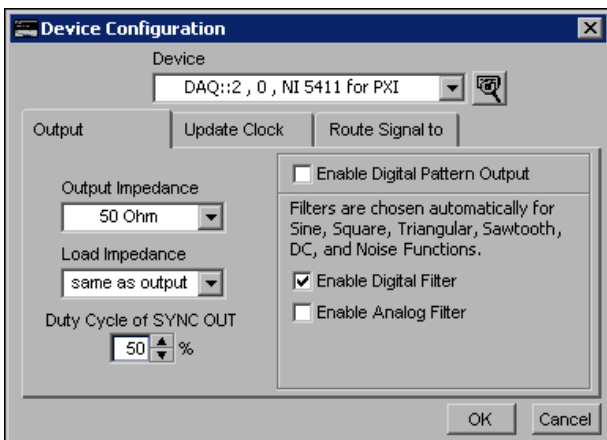 Device Configuration
Device
DAQ::2 , 0 , NI 5411 for PXI
Output
Update Clock
Route Signal to
Output Impedance
50 Ohm
Load Impedance
same as output
Duty Cycle of SYNC OUT
50 %
Enable Digital Pattern Output
Filters are chosen automatically for
Sine, Square, Triangular, Sawtooth,
DC, and Noise Functions.
Enable Digital Filter
Enable Analog Filter
OK
Cancel